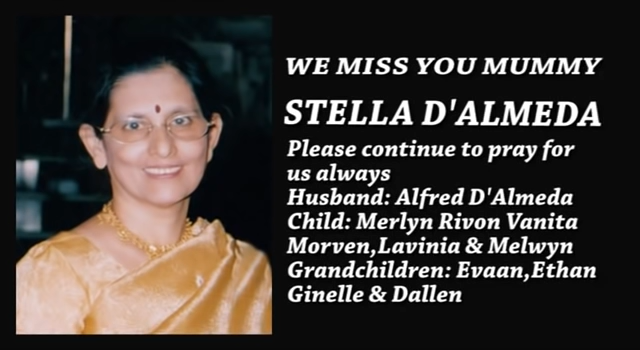 WE MISS YOU MUMMY
STELLA D'ALMEDA
Please continue to pray for
us always
Husband: Alfred D'Almeda
Child: Merlyn Rivon Vanita
Morven,Lavinia & Melwyn
Grandchildren: Evaan,Ethan
Ginelle & Dallen